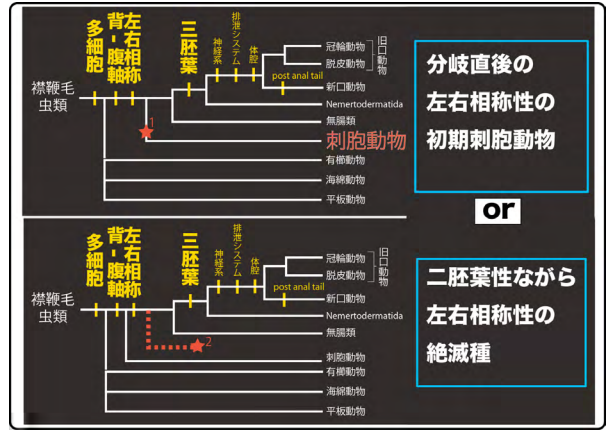 多細胞
背-腹軸
左右相称
三胚葉
神経系
排泄システム
体腔
post anal tail
襟鞭毛
虫類
1
冠輪動物
脱皮動物
旧口動物
新口動物
Nemertodermatida
無腸類
刺胞動物
有櫛動物
海綿動物
平板動物
分岐直後の
左右相称性の
初期刺胞動物
or
多細胞
背-腹軸
左右相称
三胚葉
神経系
排泄システム
体腔
post anal tail
襟鞭毛
虫類
2
冠輪動物
脱皮動物
旧口動物
新口動物
Nemertodermatida
無腸類
刺胞動物
有櫛動物
海綿動物
平板動物
二胚葉性ながら
左右相称性の
絶滅種